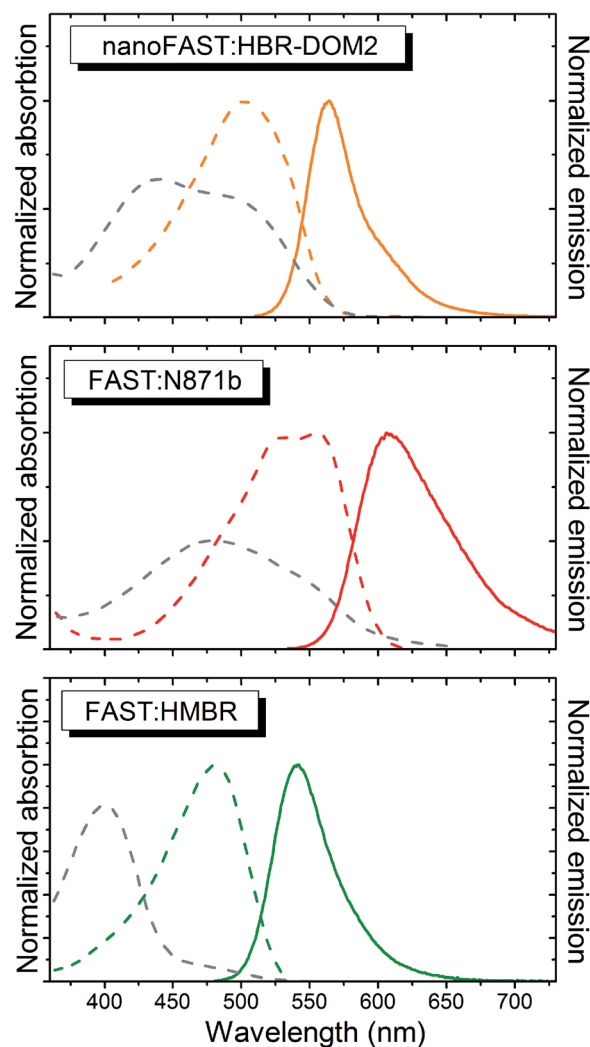 nanoFAST:HBR-DOM2
Normalized absorbtion
Normalized emission
FAST:N871b
Normalized absorbtion
Normalized emission
FAST:HMBR
Normalized absorbtion
Normalized emission
400 450 500 550 600 650 700
Wavelength (nm)